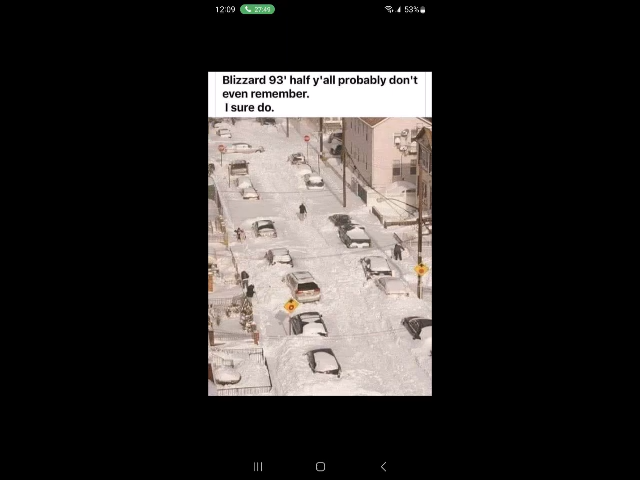 12:09
27:49
53%
Blizzard 93' half y'all probably don't
even remember.
I sure do.